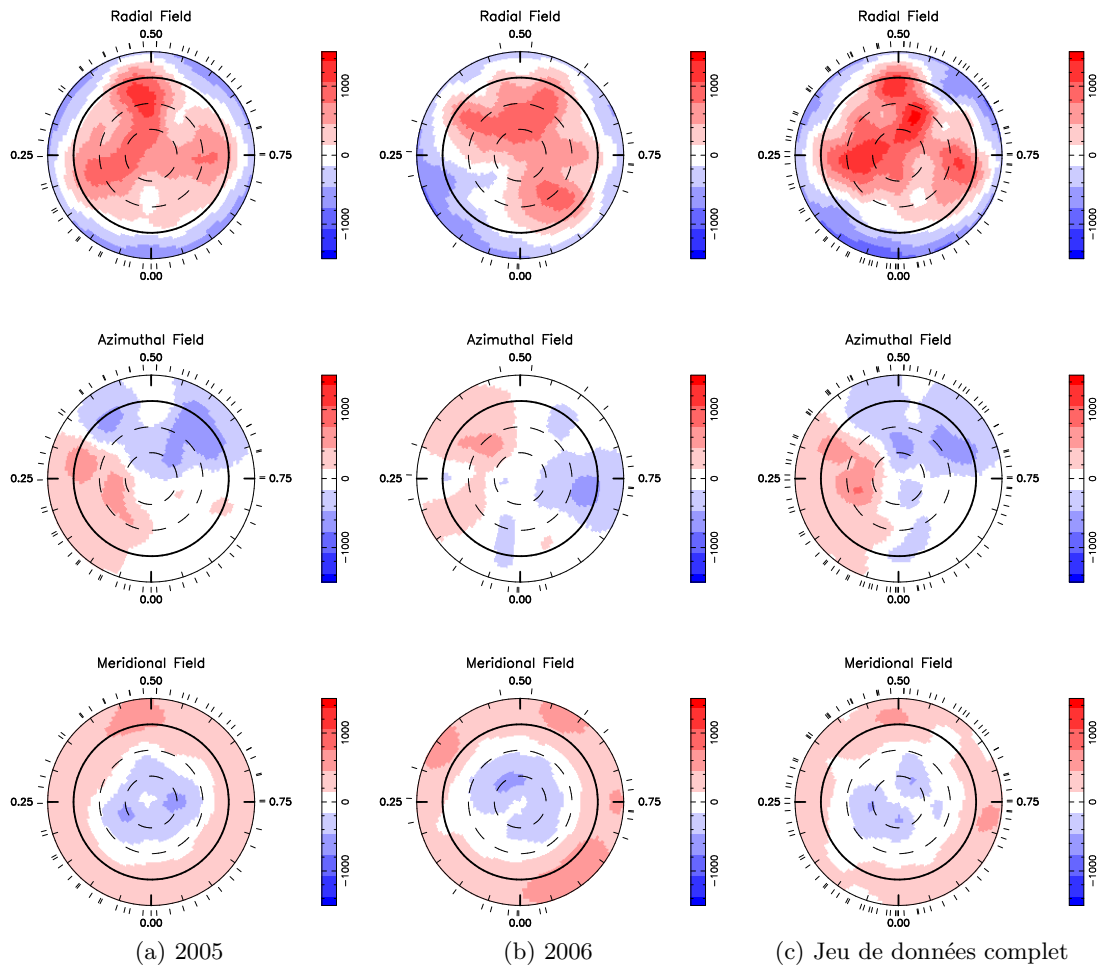 Radial Field Radial Field Radial Field
0.50 0.50 0.50
0.25 0.75 0.25 0.75 0.25 0.75
1000 0 −1000 1000 0 −1000 1000 0 −1000
0.00 0.00 0.00
Azimuthal Field Azimuthal Field Azimuthal Field
0.50 0.50 0.50
0.25 0.75 0.25 0.75 0.25 0.75
1000 0 −1000 1000 0 −1000 1000 0 −1000
0.00 0.00 0.00
Meridional Field Meridional Field Meridional Field
0.50 0.50 0.50
0.25 0.75 0.25 0.75 0.25 0.75
1000 0 −1000 1000 0 −1000 1000 0 −1000
0.00 0.00 0.00
(a) 2005 (b) 2006 (c) Jeu de données complet